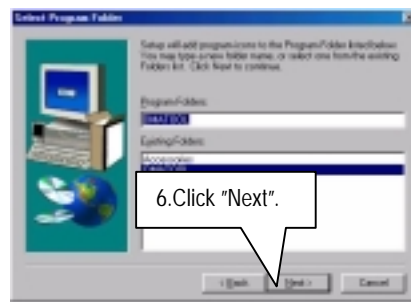 Select Program Folder
Setup will add program icons to the Program Folder listed below.
You may type a new folder name, or select one from the existing
Folders list. Click Next to continue.
Program Folders:
Existing Folders:
Accessories
6.Click "Next".
< Back
Next >
Cancel